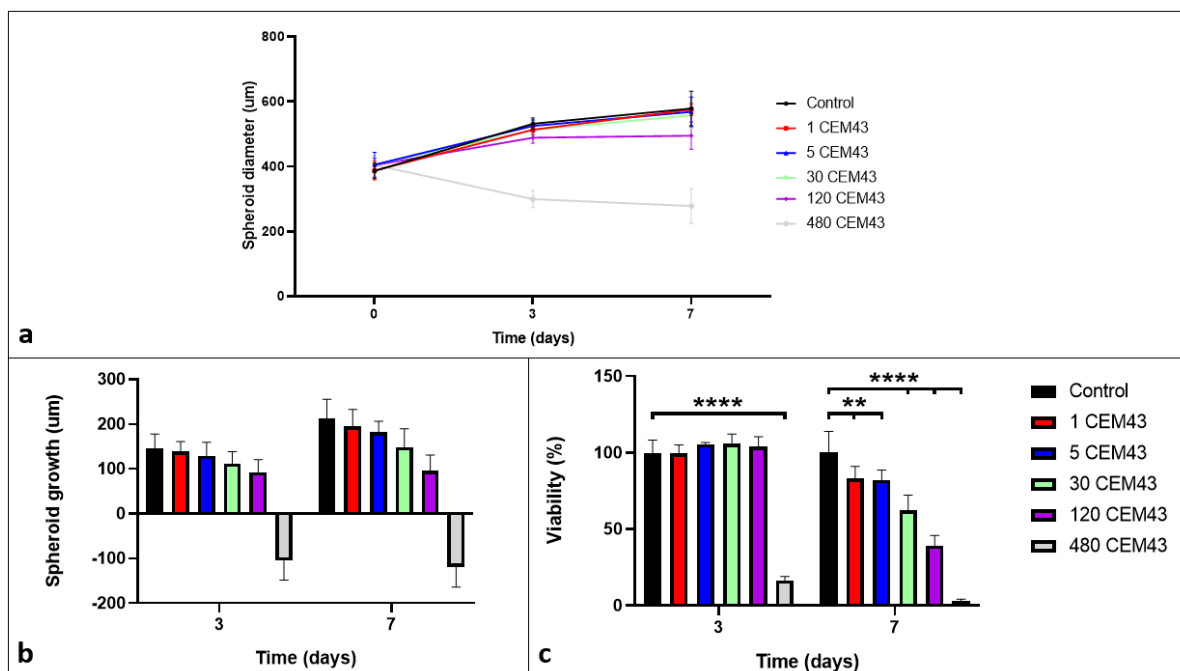 800
600
400
200
0
Spheroid diameter (um)
0 3 7
Time (days)
Control
1 CEM43
5 CEM43
30 CEM43
120 CEM43
480 CEM43
a
300
200
100
0
-100
-200
Spheroid growth (um)
3 7
Time (days)
b
150
100
50
0
Viability (%)
****
****
**
3 7
Time (days)
c
Control
1 CEM43
5 CEM43
30 CEM43
120 CEM43
480 CEM43